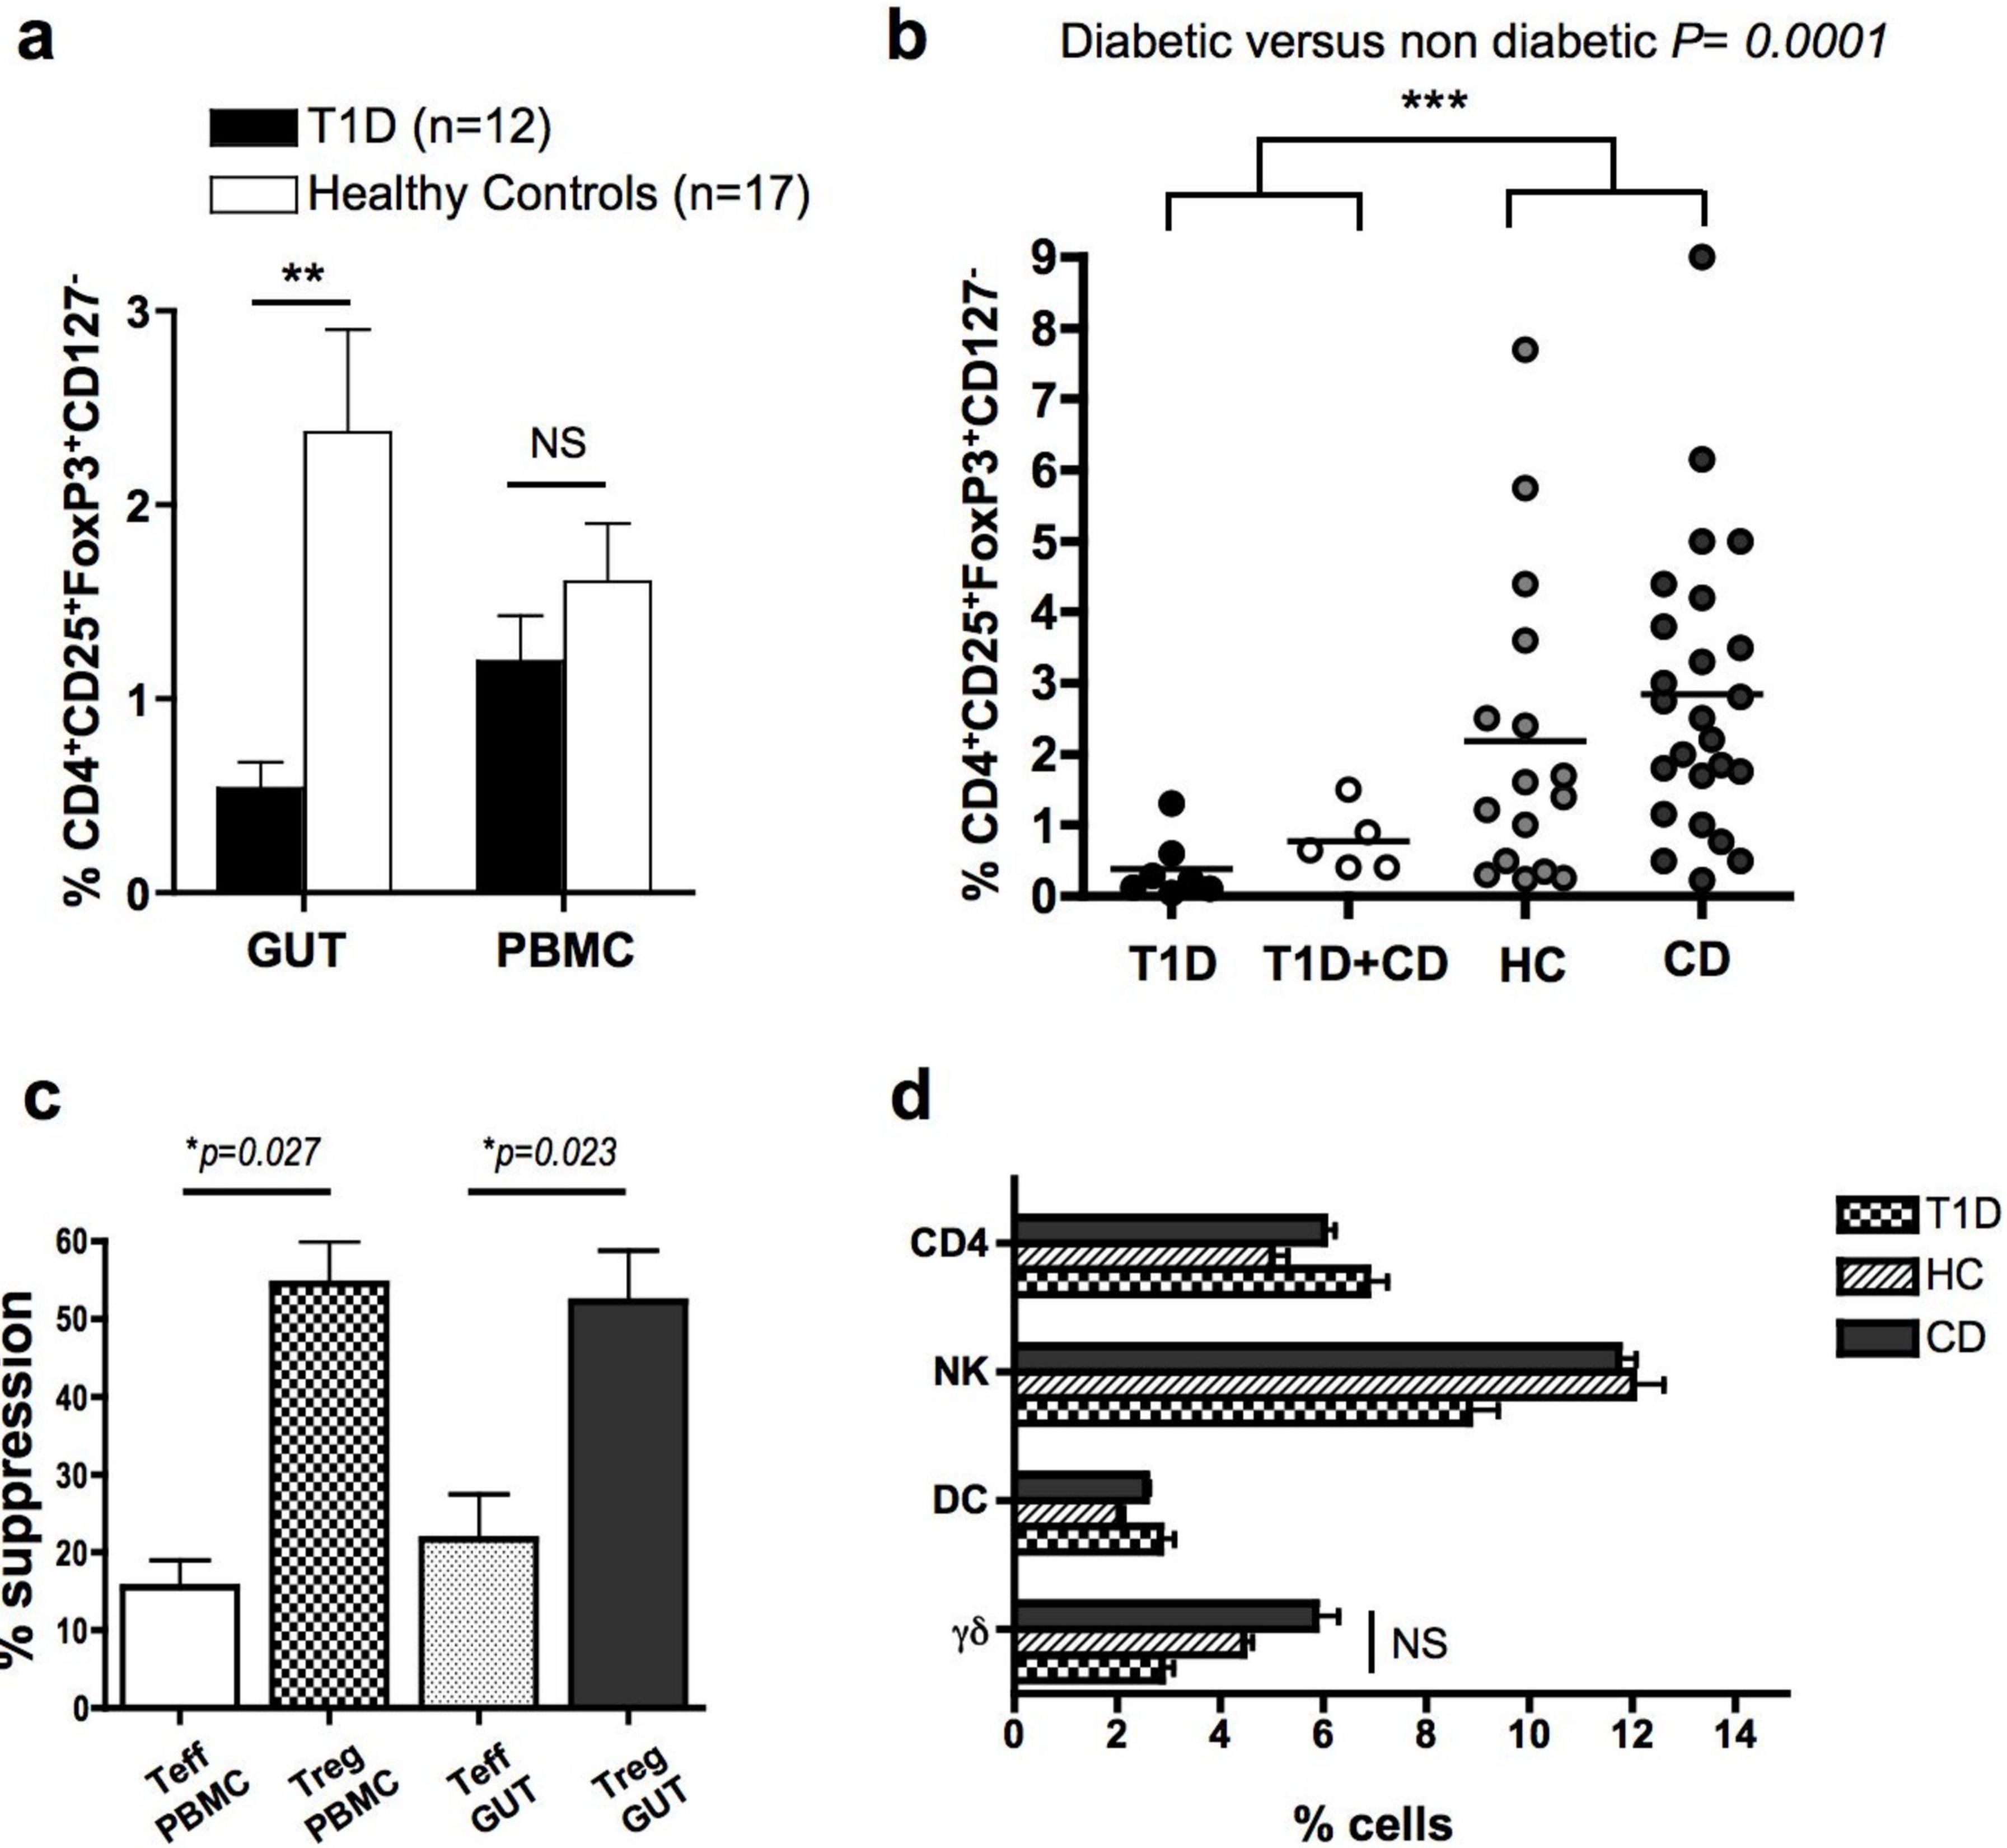 a
T1D (n=12)
Healthy Controls (n=17)
% CD4⁺CD25⁺FoxP3⁺CD127⁻
**
NS
3
2
1
0
GUT
PBMC
b
Diabetic versus non diabetic P= 0.0001
***
% CD4⁺CD25⁺FoxP3⁺CD127⁻
9
8
7
6
5
4
3
2
1
0
T1D
T1D+CD
HC
CD
c
*p=0.027
*p=0.023
% suppression
60
50
40
30
20
10
0
Teff PBMC
Treg PBMC
Teff GUT
Treg GUT
d
T1D
HC
CD
CD4
NK
DC
γδ
NS
0 2 4 6 8 10 12 14
% cells